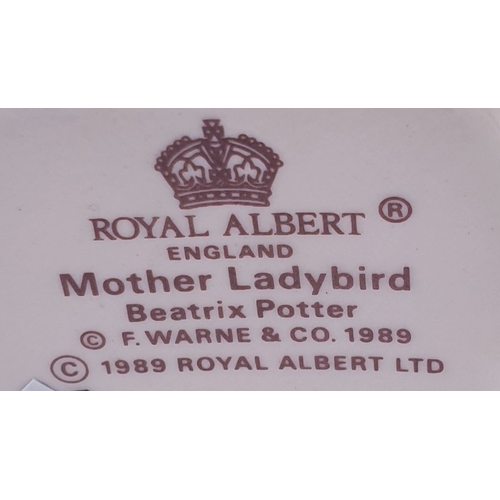 ROYAL ALBERT ®
ENGLAND
Mother Ladybird
Beatrix Potter
© F. WARNE & CO. 1989
© 1989 ROYAL ALBERT LTD